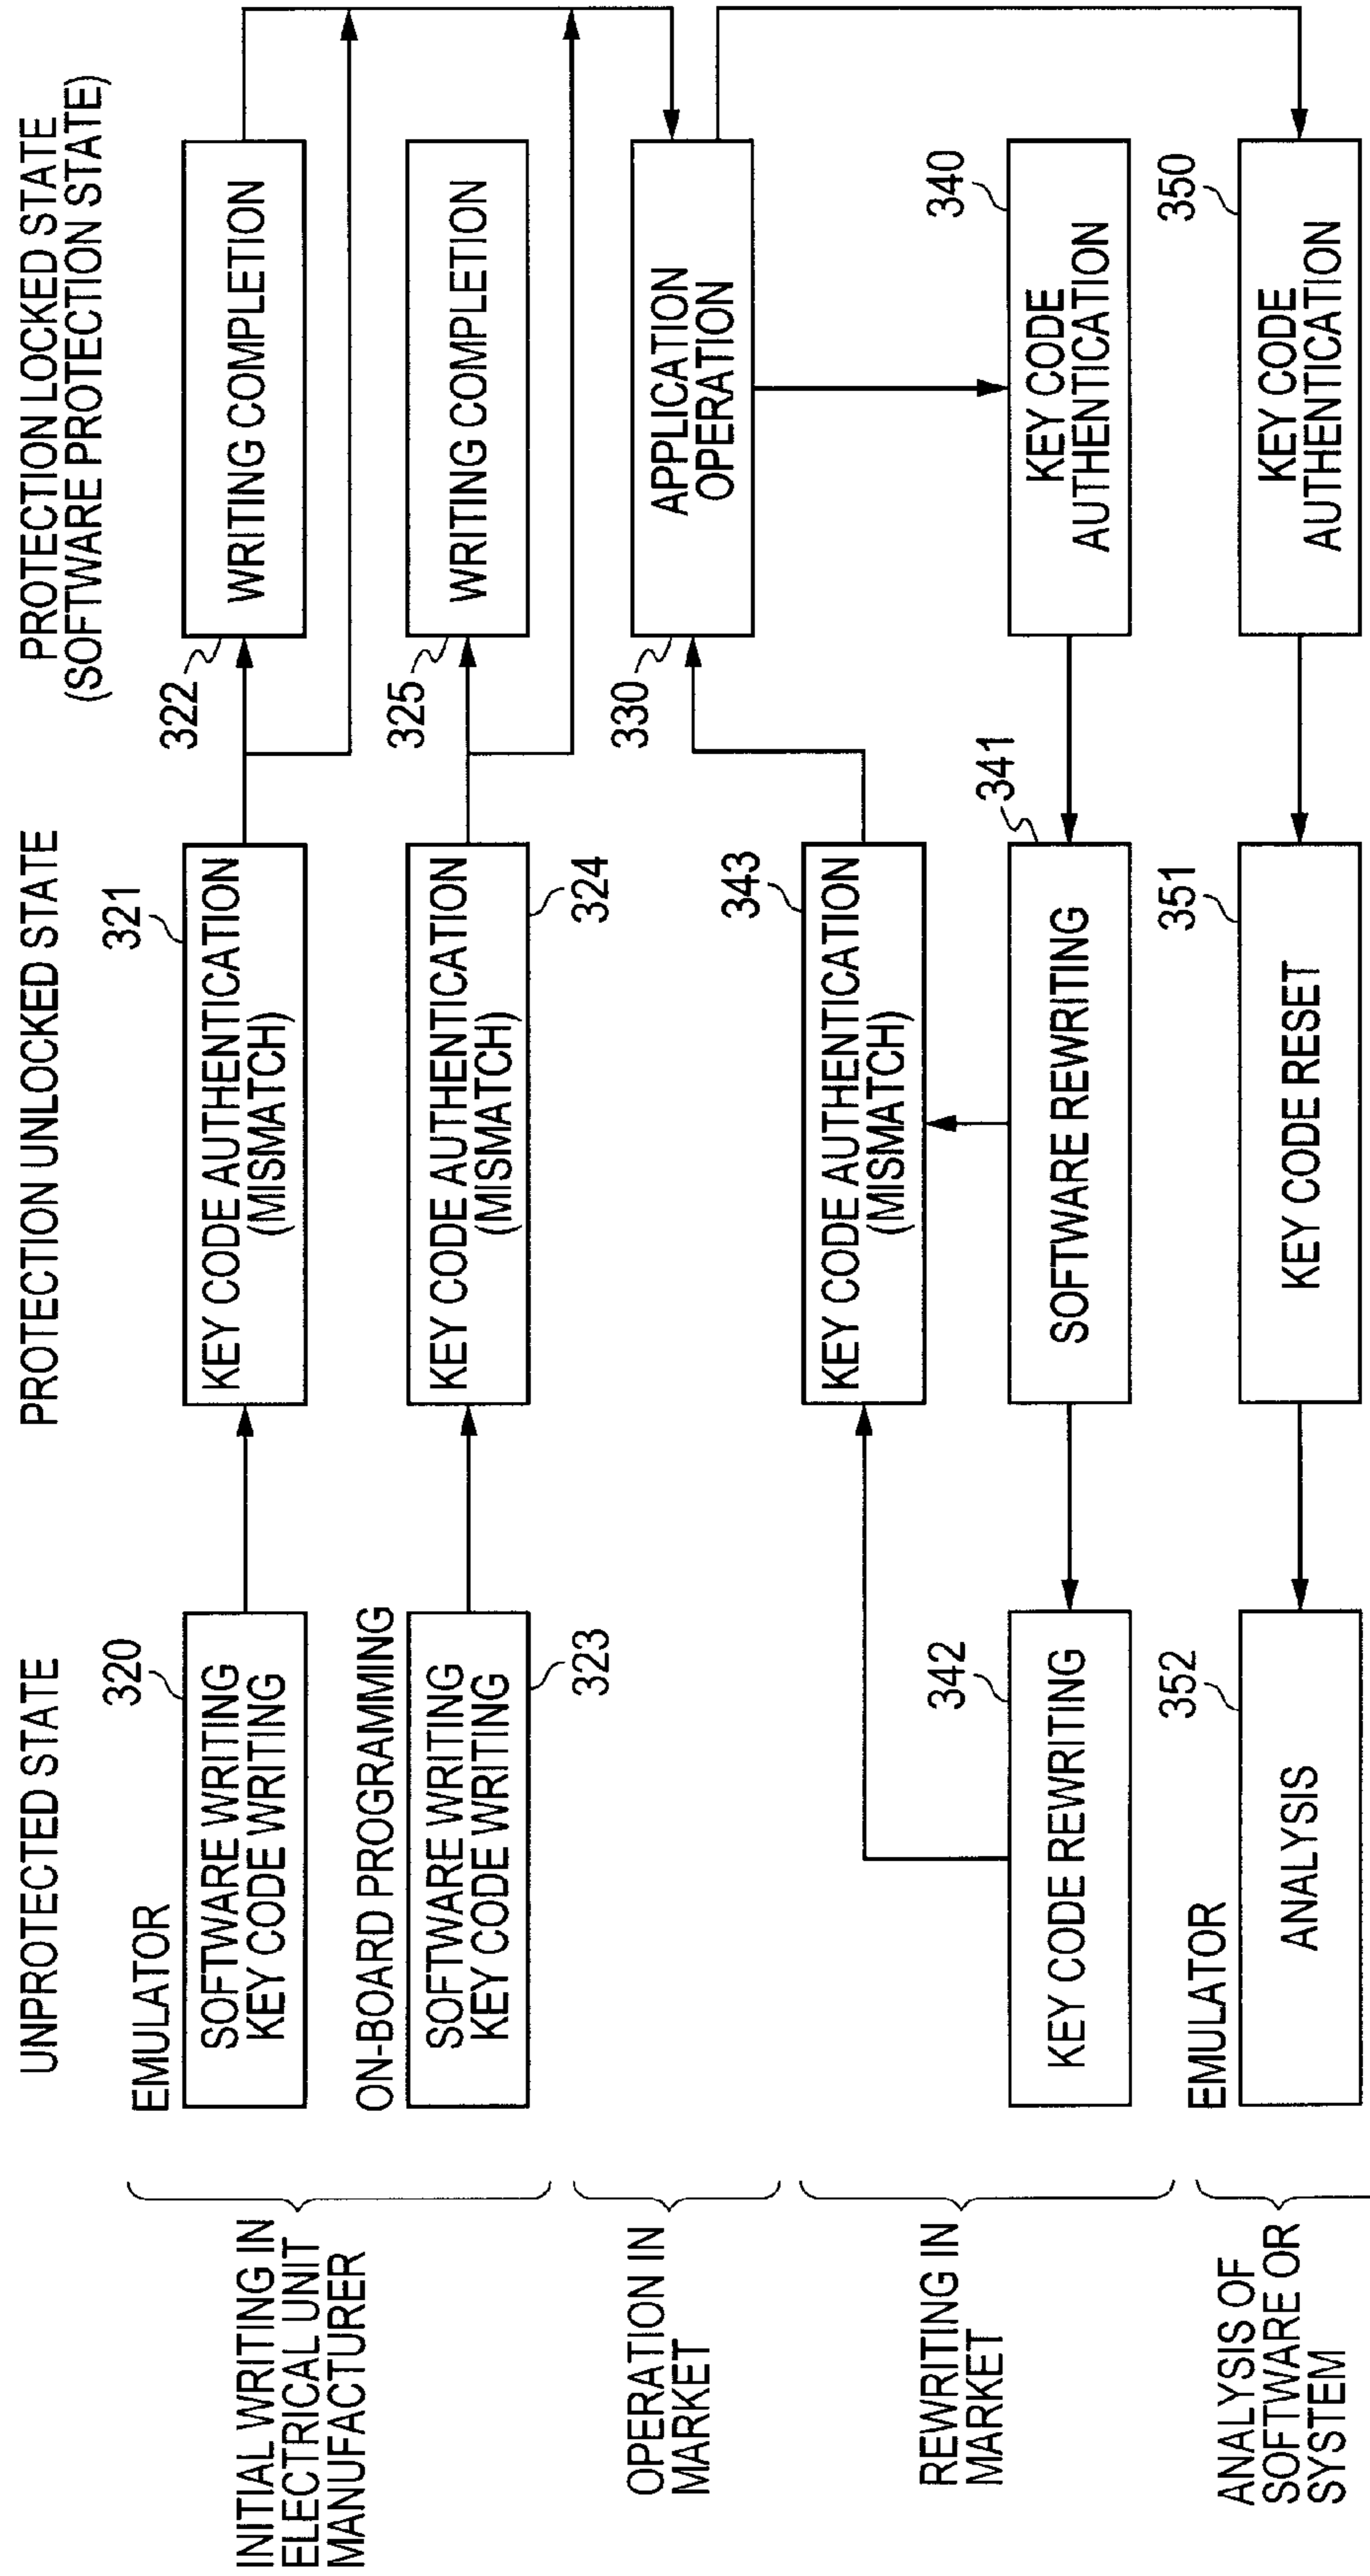 UNPROTECTED STATE
PROTECTION UNLOCKED STATE
PROTECTION LOCKED STATE
(SOFTWARE PROTECTION STATE)
INITIAL WRITING IN
ELECTRICAL UNIT
MANUFACTURER
EMULATOR
320
SOFTWARE WRITING
KEY CODE WRITING
321
KEY CODE AUTHENTICATION
(MISMATCH)
322
WRITING COMPLETION
ON-BOARD PROGRAMING
SOFTWARE WRITING
KEY CODE WRITING
323
KEY CODE AUTHENTICATION
(MISMATCH)
324
325
WRITING COMPLETION
OPERATION IN
MARKET
330
APPLICATION
OPERATION
REWRITING IN
MARKET
343
KEY CODE AUTHENTICATION
(MISMATCH)
342
KEY CODE REWRITING
341
SOFTWARE REWRITING
340
KEY CODE
AUTHENTICATION
ANALYSIS OF
SOFTWARE OR
SYSTEM
EMULATOR
352
ANALYSIS
351
KEY CODE RESET
350
KEY CODE
AUTHENTICATION